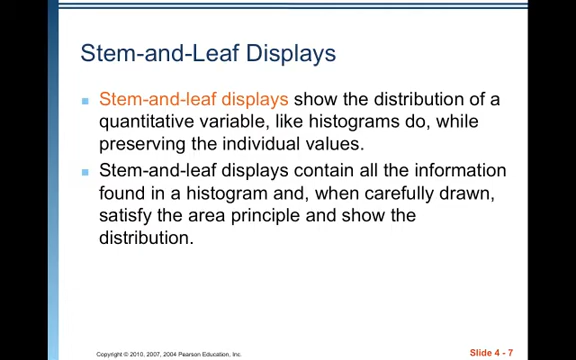 Stem-and-Leaf Displays
Stem-and-leaf displays show the distribution of a
quantitative variable, like histograms do, while
preserving the individual values.
Stem-and-leaf displays contain all the information
found in a histogram and, when carefully drawn,
satisfy the area principle and show the
distribution.
Copyright © 2010, 2007, 2004 Pearson Education, Inc.
Slide 4 - 7